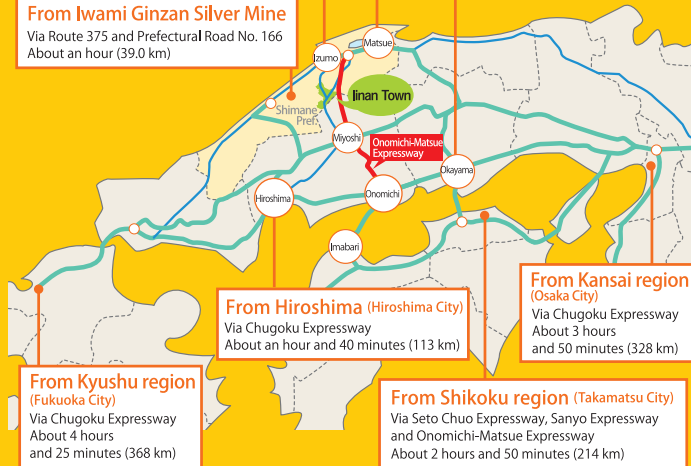 From Iwami Ginzan Silver Mine
Via Route 375 and Prefectural Road No. 166
About an hour (39.0 km)
Matsue
Izumo
Iinan Town
Shimane
Pref.
Miyoshi
Onomichi-Matsue
Expressway
Okayama
Hiroshima
Onomichi
Imabari
From Kansai region
(Osaka City)
Via Chugoku Expressway
About 3 hours
and 50 minutes (328 km)
From Hiroshima (Hiroshima City)
Via Chugoku Expressway
About an hour and 40 minutes (113 km)
From Kyushu region
(Fukuoka City)
Via Chugoku Expressway
About 4 hours
and 25 minutes (368 km)
From Shikoku region (Takamatsu City)
Via Seto Chuo Expressway, Sanyo Expressway
and Onomichi-Matsue Expressway
About 2 hours and 50 minutes (214 km)